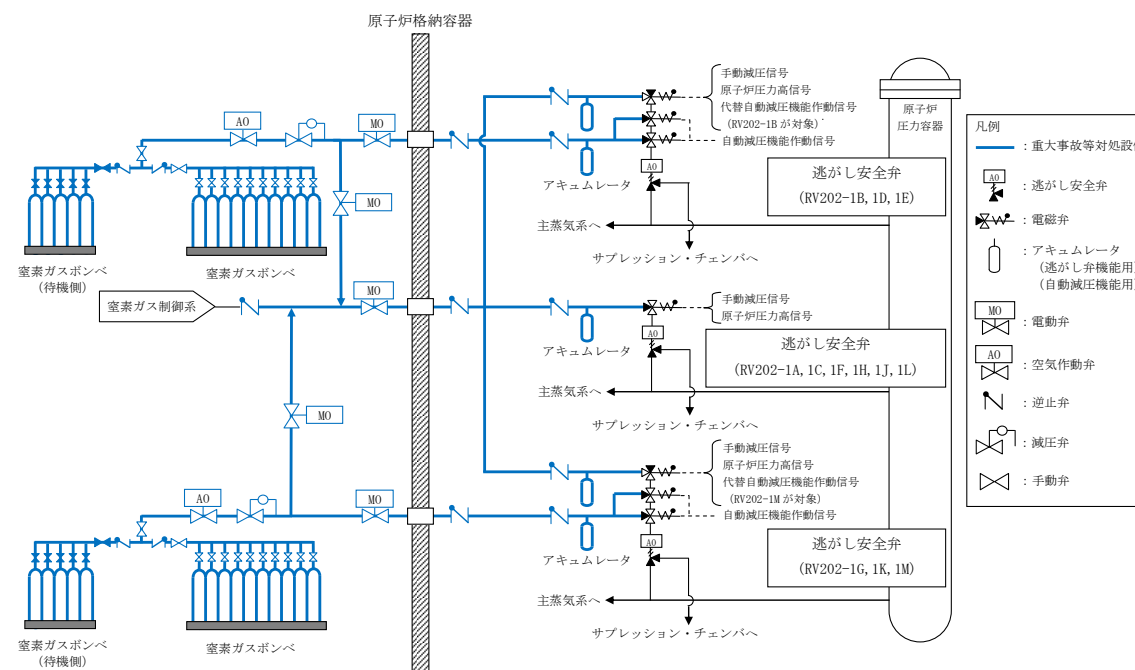 原子炉格納容器
手動減圧信号
原子炉圧力高信号
代替自動減圧機能作動信号
(RV202-1Bが対象)
自動減圧機能作動信号
AO
MO
アキュムレータ
AO
逃がし安全弁
(RV202-1B, 1D, 1E)
主蒸気系へ
サプレッション・チェンバへ
原子炉
圧力容器
MO
窒素ガスボンベ
(待機側)
窒素ガスボンベ
窒素ガス制御系
MO
手動減圧信号
原子炉圧力高信号
アキュムレータ
AO
逃がし安全弁
(RV202-1A, 1C, 1F, 1H, 1J, 1L)
主蒸気系へ
サプレッション・チェンバへ
MO
手動減圧信号
原子炉圧力高信号
代替自動減圧機能作動信号
(RV202-1Mが対象)
自動減圧機能作動信号
AO
MO
アキュムレータ
AO
逃がし安全弁
(RV202-1G, 1K, 1M)
主蒸気系へ
サプレッション・チェンバへ
窒素ガスボンベ
(待機側)
窒素ガスボンベ
凡例
:重大事故等対処設
AO
:逃がし安全弁
:電磁弁
:アキュムレータ
(逃がし弁機能用)
(自動減圧機能用)
MO
:電動弁
AO
:空気作動弁
:逆止弁
:減圧弁
:手動弁